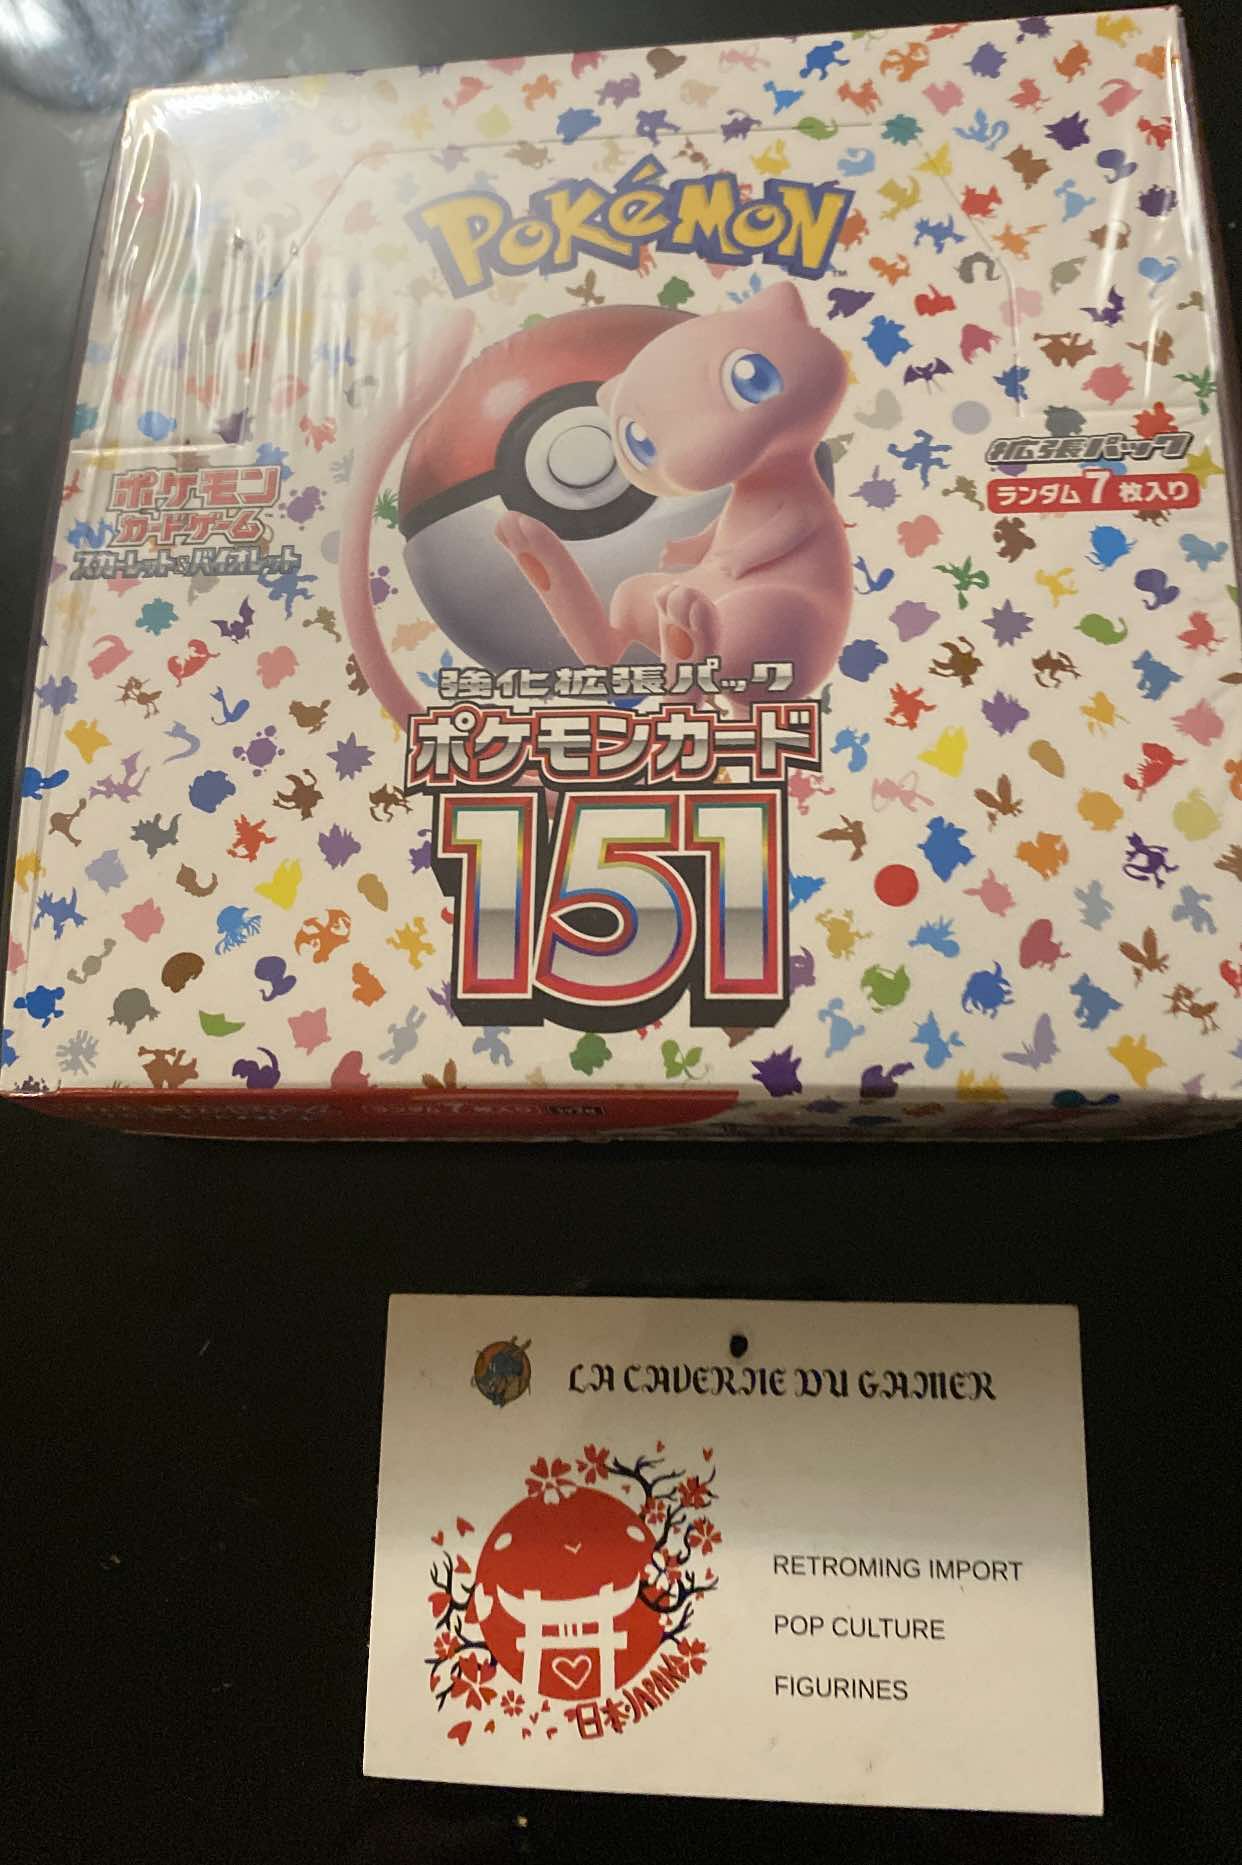 POKÉMON
拡張パック
ランダム7枚入り
ポケモン
カードゲーム
スカーレット&バイオレット
強化拡張パック
ポケモンカード
151
LA CAVERNE DU GAMER
RETROMING IMPORT
POP CULTURE
FIGURINES
日本・JAPAN